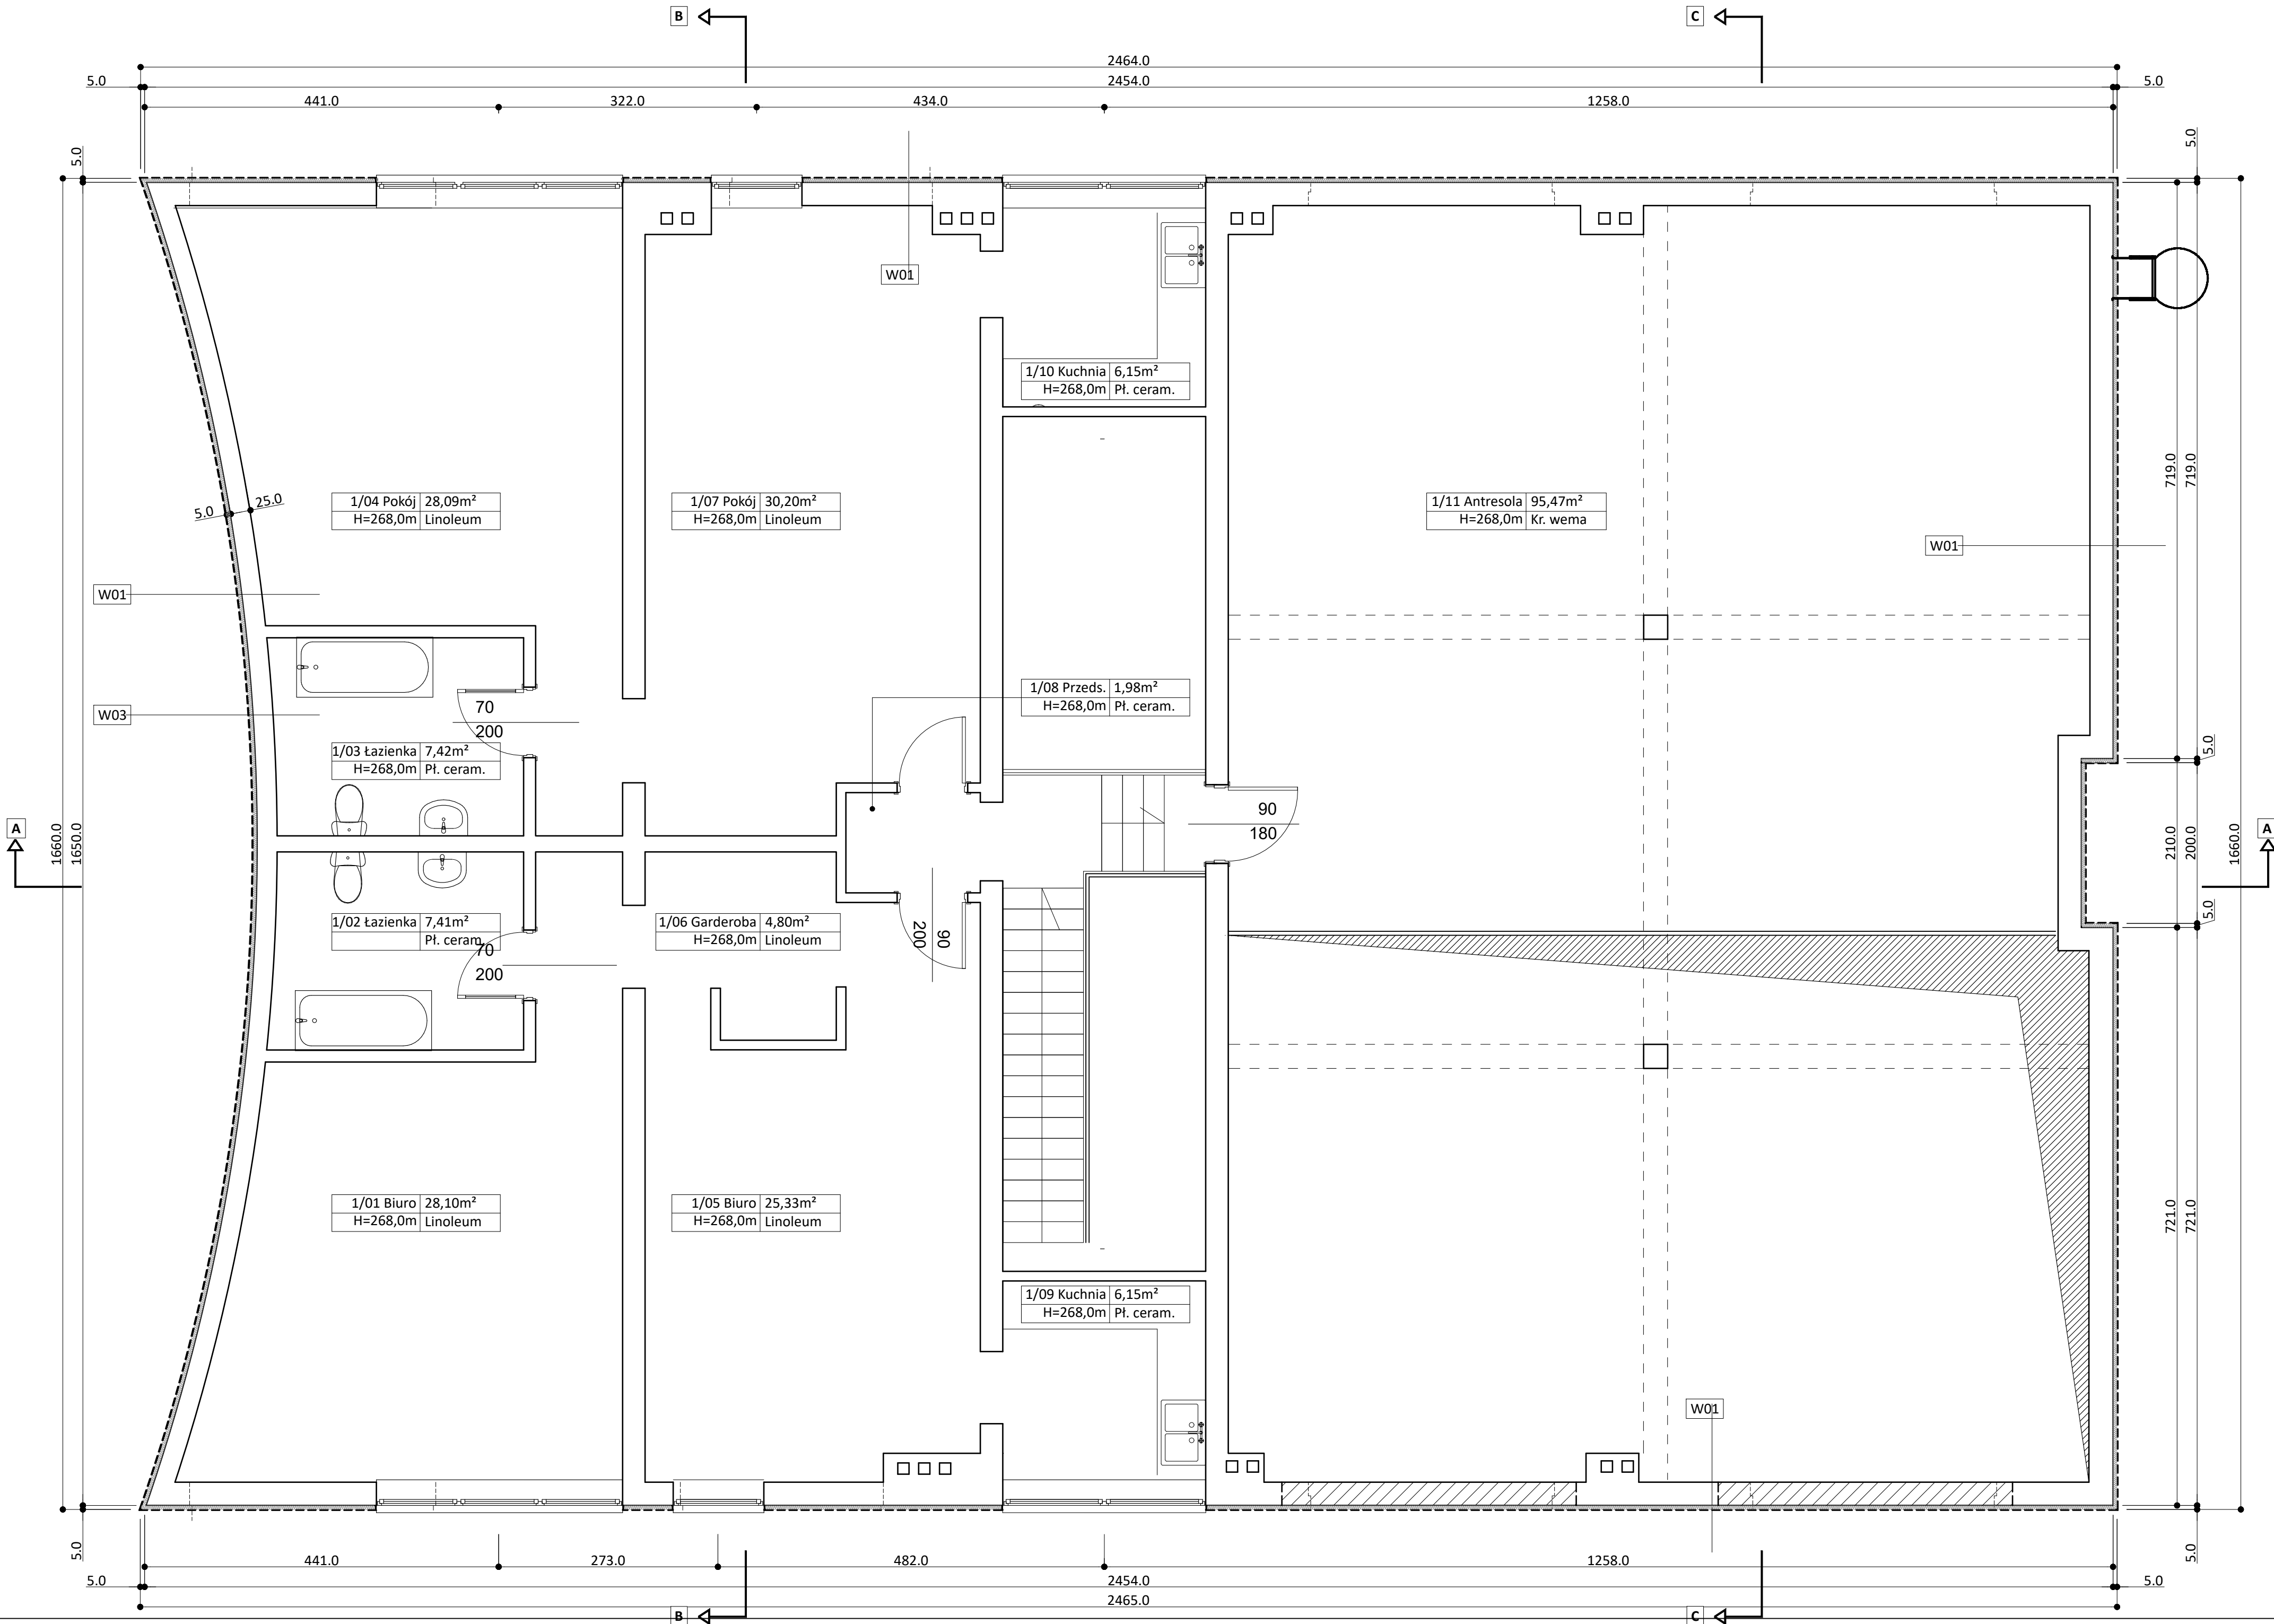 B
C
2464.0
5.0
2454.0
5.0
441.0
322.0
434.0
1258.0
5.0
5.0
W01
1/10 Kuchnia 6,15m²
H=268,0m Pł. ceram.
5.0
25.0
1/04 Pokój 28,09m²
H=268,0m Linoleum
1/07 Pokój 30,20m²
H=268,0m Linoleum
1/11 Antresola 95,47m²
H=268,0m Kr. wema
719.0
719.0
W01
W01
W03
70
200
1/08 Przeds. 1,98m²
H=268,0m Pł. ceram.
1/03 Łazienka 7,42m²
H=268,0m Pł. ceram.
5.0
90
180
A
1660.0
1650.0
210.0
200.0
1660.0
A
1/02 Łazienka 7,41m²
Pł. ceram.
70
200
1/06 Garderoba 4,80m²
H=268,0m Linoleum
90
200
5.0
1/01 Biuro 28,10m²
H=268,0m Linoleum
1/05 Biuro 25,33m²
H=268,0m Linoleum
721.0
721.0
1/09 Kuchnia 6,15m²
H=268,0m Pł. ceram.
W01
5.0
5.0
441.0
273.0
482.0
1258.0
5.0
2454.0
5.0
2465.0
B
C